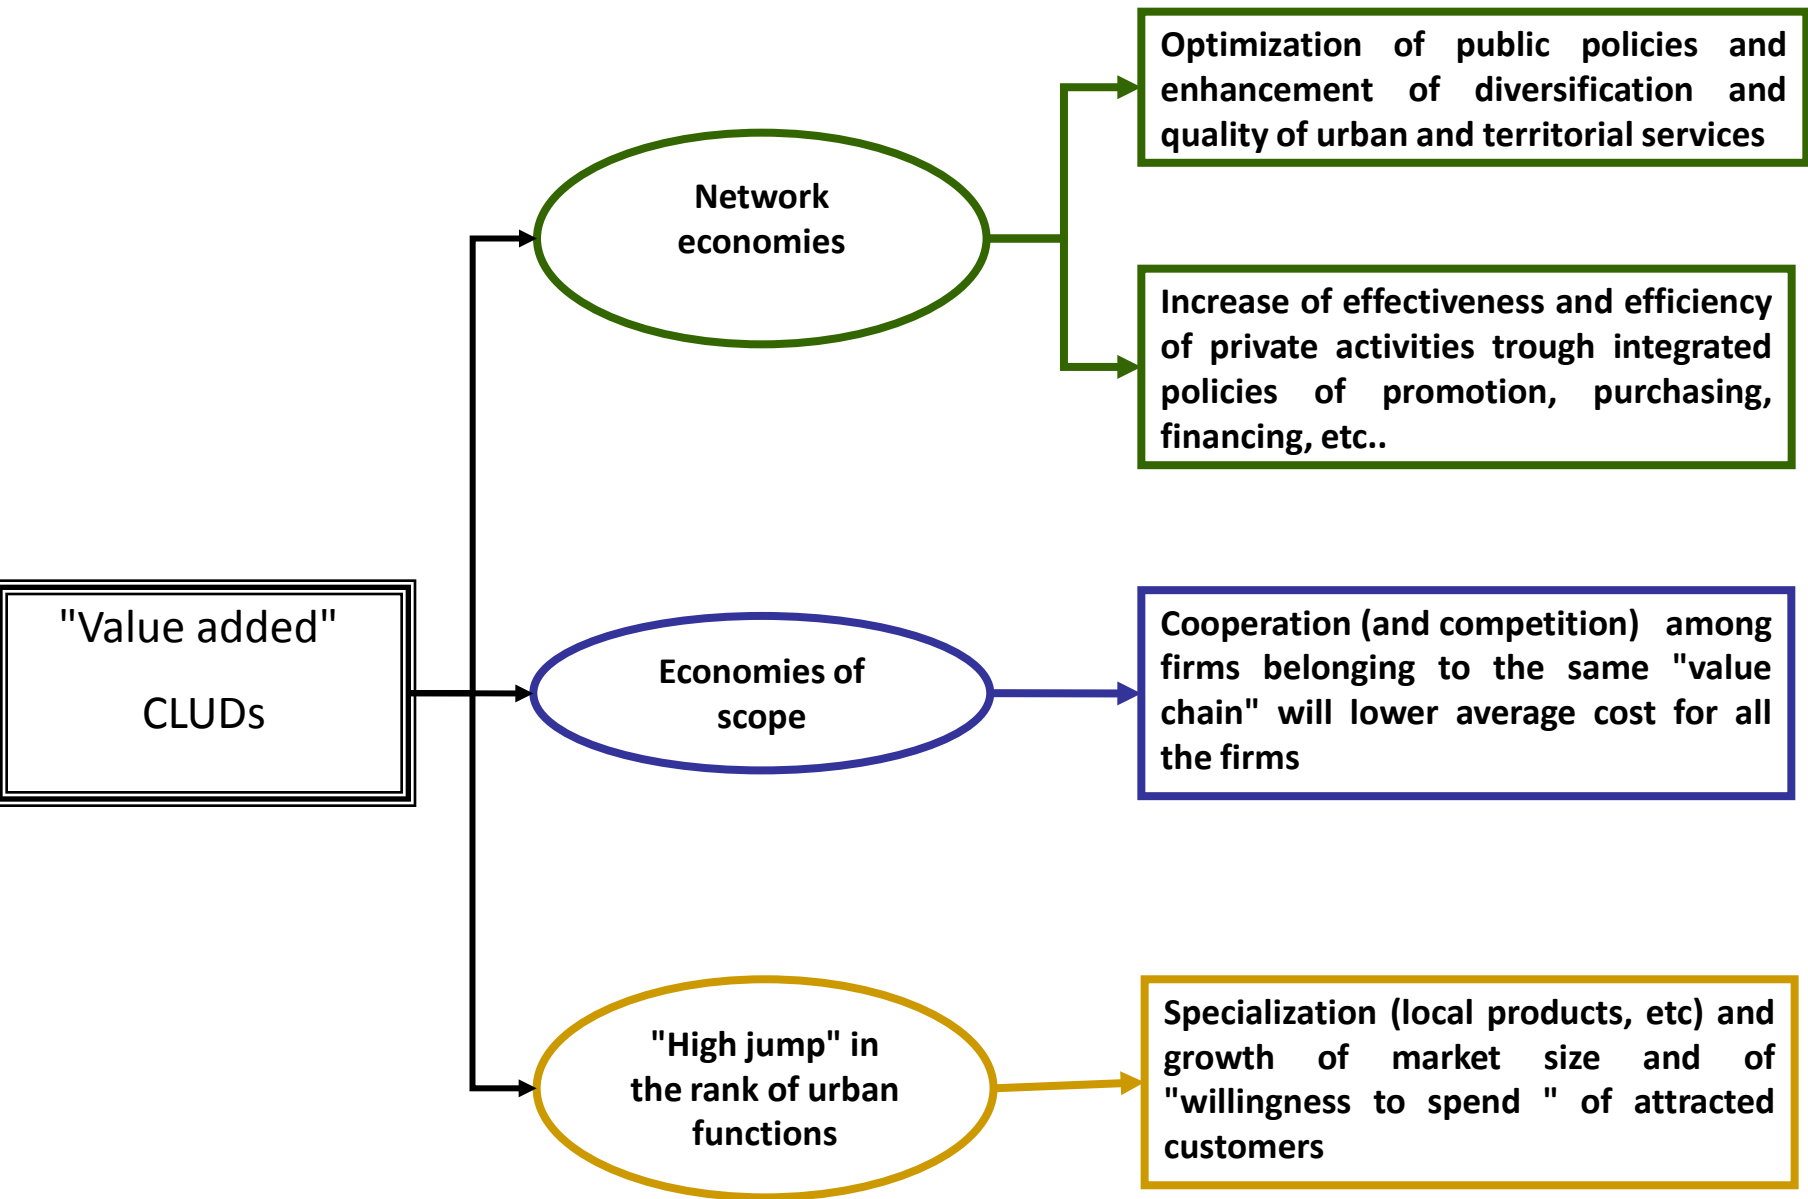 Optimization of public policies and
enhancement of diversification and
quality of urban and territorial services
Network
economies
Increase of effectiveness and efficiency
of private activities trough integrated
policies of promotion, purchasing,
financing, etc..
"Value added"
CLUDs
Economies of
scope
Cooperation (and competition) among
firms belonging to the same "value
chain" will lower average cost for all
the firms
"High jump" in
the rank of urban
functions
Specialization (local products, etc) and
growth of market size and of
"willingness to spend " of attracted
customers